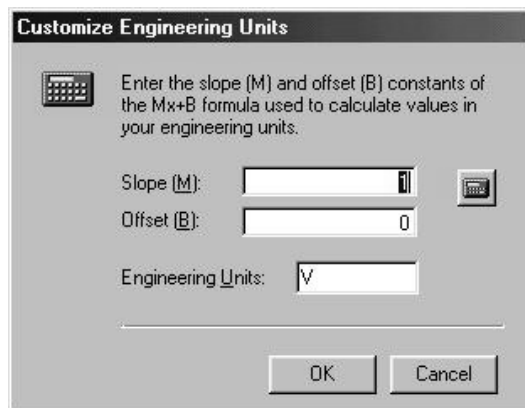 Customize Engineering Units
Enter the slope (M) and offset (B) constants of
the Mx+B formula used to calculate values in
your engineering units.
Slope (M): 1
Offset (B): 0
Engineering Units: V
OK Cancel